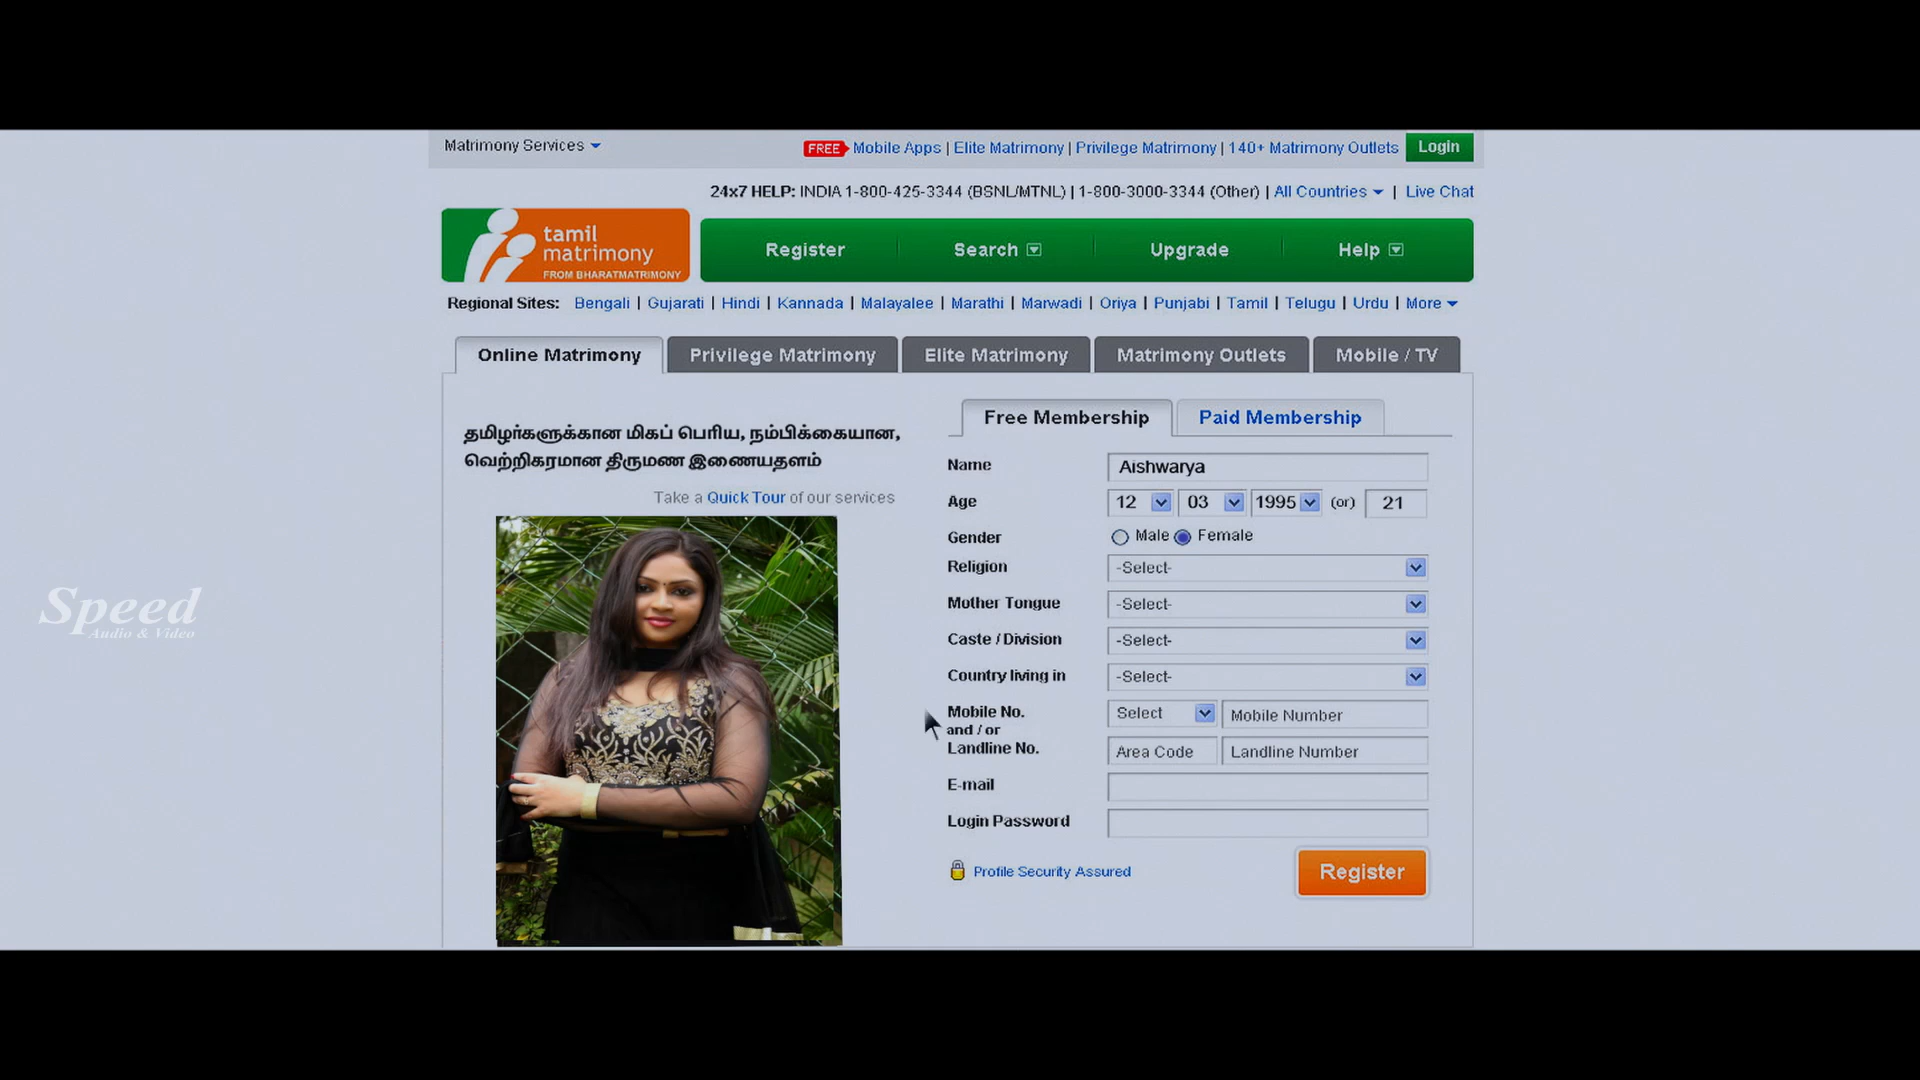 Matrimony Services
FREE Mobile Apps | Elite Matrimony | Privilege Matrimony | 140+ Matrimony Outlets Login
24x7 HELP: INDIA 1-800-425-3344 (BSNL/MTNL) | 1-800-3000-3344 (Other) | All Countries | Live Chat
tamil
matrimony
FROM BHARATMATRIMONY
Register Search Upgrade Help
Regional Sites: Bengali | Gujarati | Hindi | Kannada | Malayalee | Marathi | Marwadi | Oriya | Punjabi | Tamil | Telugu | Urdu | More
Online Matrimony Privilege Matrimony Elite Matrimony Matrimony Outlets Mobile / TV
தமிழர்களுக்கான மிகப் பெரிய, நம்பிக்கையான,
வெற்றிகரமான திருமண இணையதளம்
Take a Quick Tour of our services
Free Membership Paid Membership
Name Aishwarya
Age 12 03 1995 (or) 21
Gender Male Female
Religion -Select-
Mother Tongue -Select-
Caste / Division -Select-
Country living in -Select-
Mobile No. Select Mobile Number
and / or
Landline No. Area Code Landline Number
E-mail
Login Password
Profile Security Assured Register
Speed
Audio & Video